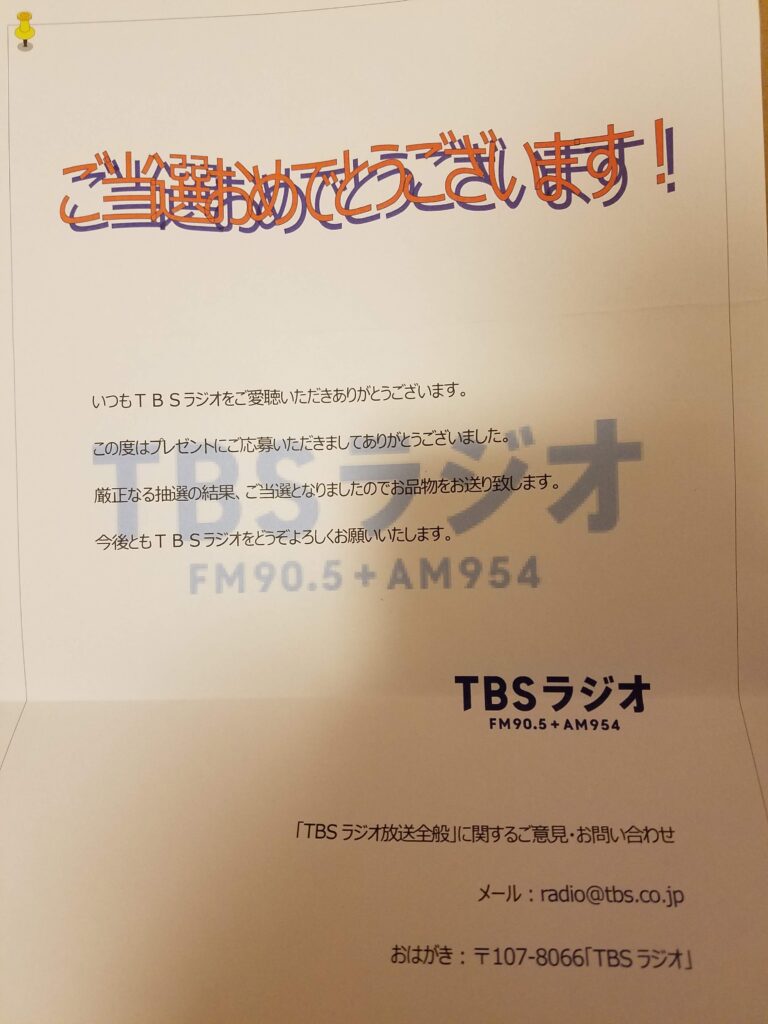 ご当選おめでとうございます!
いつもＴＢＳラジオをご愛聴いただきありがとうございます。
この度はプレゼントにご応募いただきましてありがとうございました。
厳正なる抽選の結果、ご当選となりましたのでお品物をお送り致します。
今後ともＴＢＳラジオをどうぞよろしくお願いいたします。
TBSラジオ
FM90.5+AM954
TBSラジオ
FM90.5+AM954
「TBSラジオ放送全般」に関するご意見・お問い合わせ
メール：radio@tbs.co.jp
おはがき：〒107-8066「TBSラジオ」